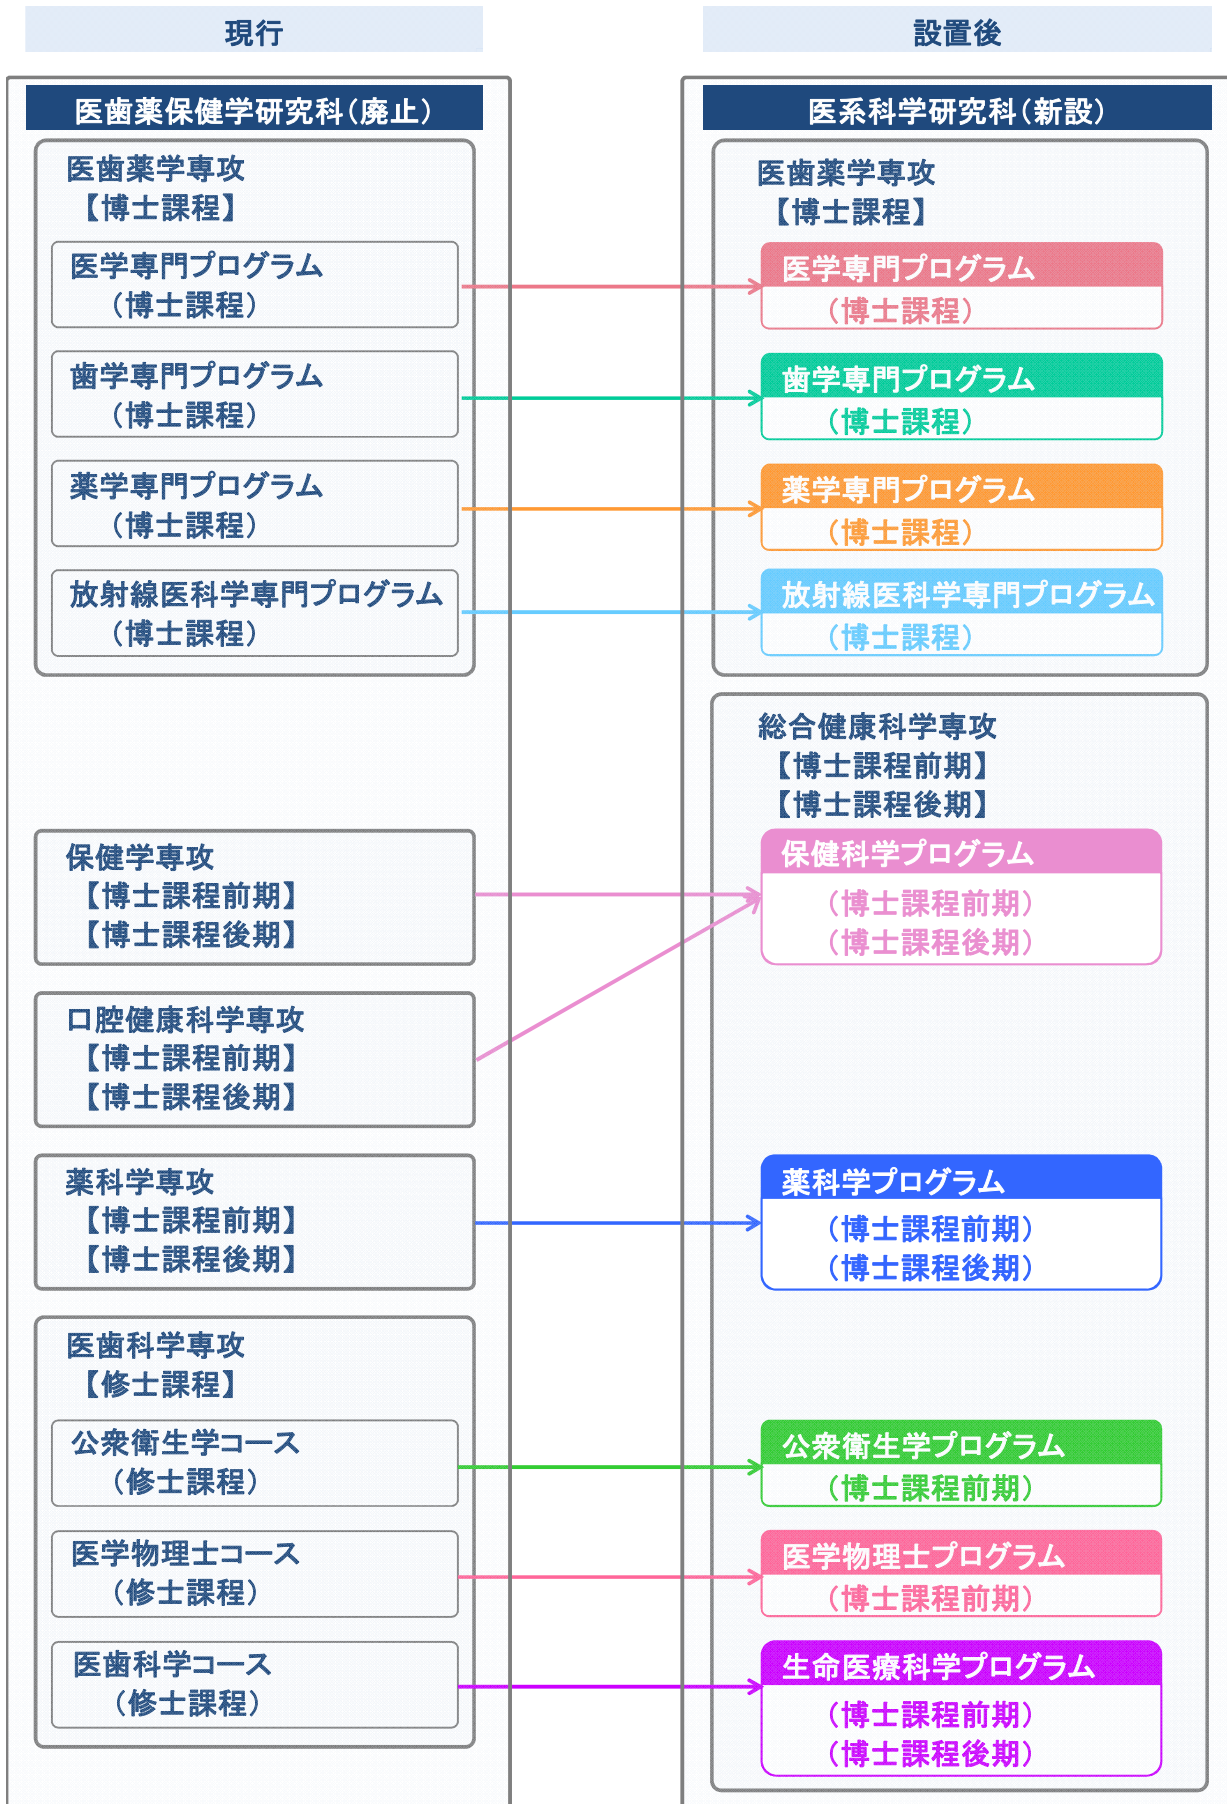 現行
医歯薬保健学研究科（廃止）
医歯薬学専攻
【博士課程】
医学専門プログラム
（博士課程）
歯学専門プログラム
（博士課程）
薬学専門プログラム
（博士課程）
放射線医科学専門プログラム
（博士課程）
保健学専攻
【博士課程前期】
【博士課程後期】
口腔健康科学専攻
【博士課程前期】
【博士課程後期】
薬科学専攻
【博士課程前期】
【博士課程後期】
医歯科学専攻
【修士課程】
公衆衛生学コース
（修士課程）
医学物理士コース
（修士課程）
医歯科学コース
（修士課程）
設置後
医系科学研究科（新設）
医歯薬学専攻
【博士課程】
医学専門プログラム
（博士課程）
歯学専門プログラム
（博士課程）
薬学専門プログラム
（博士課程）
放射線医科学専門プログラム
（博士課程）
総合健康科学専攻
【博士課程前期】
【博士課程後期】
保健科学プログラム
（博士課程前期）
（博士課程後期）
薬科学プログラム
（博士課程前期）
（博士課程後期）
公衆衛生学プログラム
（博士課程前期）
医学物理士プログラム
（博士課程前期）
生命医療科学プログラム
（博士課程前期）
（博士課程後期）